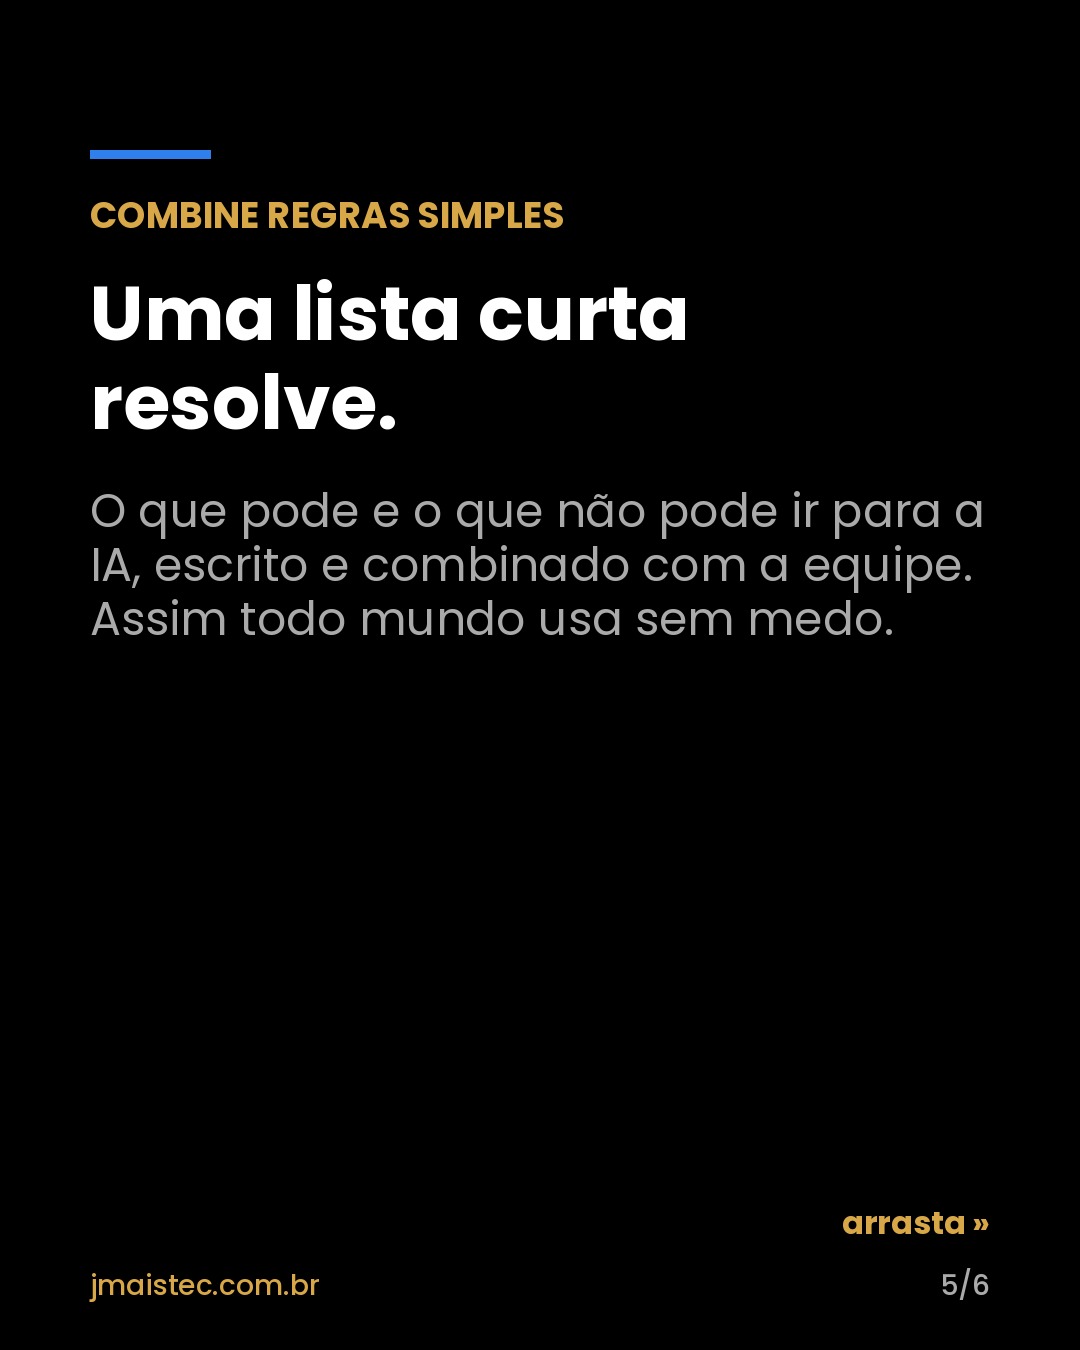 COMBINE REGRAS SIMPLES
Uma lista curta
resolve.
O que pode e o que não pode ir para a
IA, escrito e combinado com a equipe.
Assim todo mundo usa sem medo.
arrasta »
jmaistec.com.br
5/6